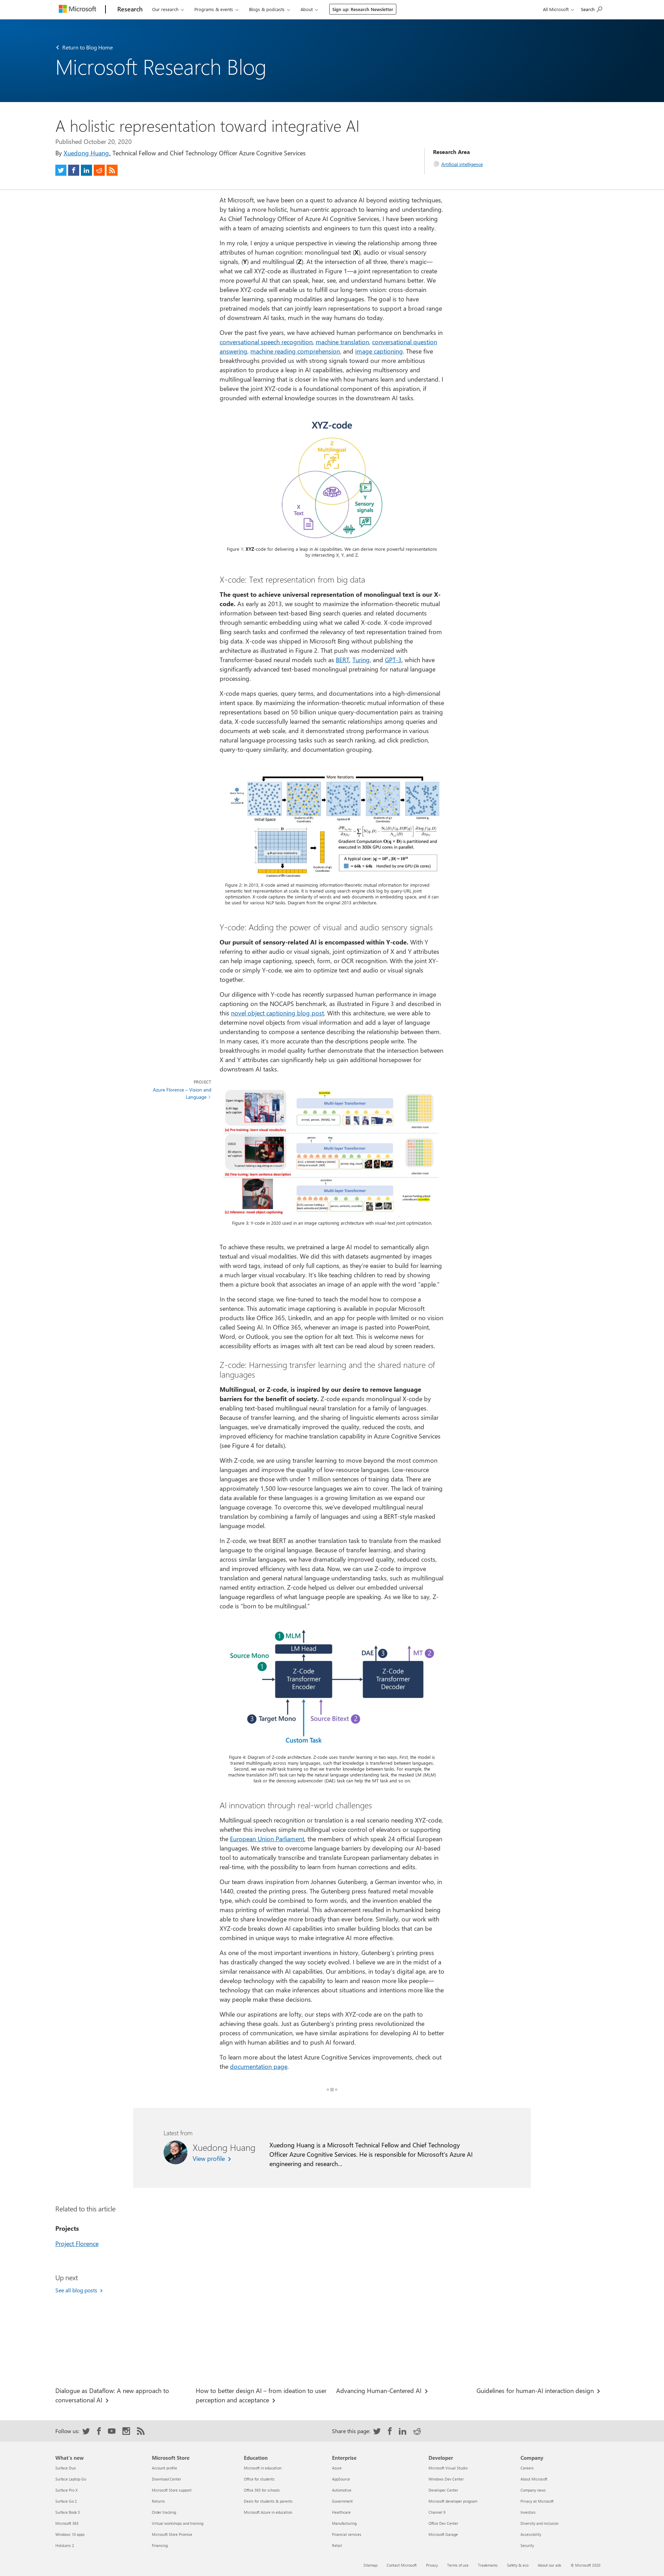 Microsoft
Research
Our research
Programs & events
Blogs & podcasts
About
Sign up: Research Newsletter
All Microsoft
Search
Return to Blog Home
Microsoft Research Blog
A holistic representation toward integrative AI
Published October 20, 2020
By Xuedong Huang, Technical Fellow and Chief Technology Officer Azure Cognitive Services
Research Area
Artificial intelligence
At Microsoft, we have been on a quest to advance AI beyond existing techniques,
by taking a more holistic, human-centric approach to learning and understanding.
As Chief Technology Officer of Azure AI Cognitive Services, I have been working
with a team of amazing scientists and engineers to turn this quest into a reality.
In my role, I enjoy a unique perspective in viewing the relationship among three
attributes of human cognition: monolingual text (X), audio or visual sensory
signals, (Y) and multilingual (Z). At the intersection of all three, there's magic—
what we call XYZ-code as illustrated in Figure 1—a joint representation to create
more powerful AI that can speak, hear, see, and understand humans better. We
believe XYZ-code will enable us to fulfill our long-term vision: cross-domain
transfer learning, spanning modalities and languages. The goal is to have
pretrained models that can jointly learn representations to support a broad range
of downstream AI tasks, much in the way humans do today.
Over the past five years, we have achieved human performance on benchmarks in
conversational speech recognition, machine translation, conversational question
answering, machine reading comprehension, and image captioning. These five
breakthroughs provided us with strong signals toward our more ambitious
aspiration to produce a leap in AI capabilities, achieving multisensory and
multilingual learning that is closer in line with how humans learn and understand. I
believe the joint XYZ-code is a foundational component of this aspiration, if
grounded with external knowledge sources in the downstream AI tasks.
XYZ-code
Z
Multilingual
X
Text
Y
Sensory
signals
Figure 1: XYZ-code for delivering a leap in AI capabilities. We can derive more powerful representations
by intersecting X, Y, and Z.
X-code: Text representation from big data
The quest to achieve universal representation of monolingual text is our X-
code. As early as 2013, we sought to maximize the information-theoretic mutual
information between text-based Bing search queries and related documents
through semantic embedding using what we called X-code. X-code improved
Bing search tasks and confirmed the relevancy of text representation trained from
big data. X-code was shipped in Microsoft Bing without publishing the
architecture, as illustrated in Figure 2. That push was modernized with
Transformer-based neural models such as BERT, Turing, and GPT-3, which have
significantly advanced text-based monolingual pretraining for natural language
processing.
X-code maps queries, query terms, and documentations into a high-dimensional
intent space. By maximizing the information-theoretic mutual information of these
representations based on 50 billion unique query-documentation pairs as training
data, X-code successfully learned the semantic relationships among queries and
documents at web scale, and it demonstrated strong performance in various
natural language processing tasks such as search ranking, ad click prediction,
query-to-query similarity, and documentation grouping.
More Iterations
Initial Space
Gradient Computation O(g × D) is partitioned and
executed in 350k GPU cores in parallel.
Figure 2: In 2013, X-code aimed at maximizing information-theoretic mutual information for improved
semantic text representation at scale. It is trained using search engine click log by query-URL joint
optimization. X-code captures the similarity of words and web documents in embedding space, and it can
be used for various NLP tasks. Diagram from the original 2013 architecture.
Y-code: Adding the power of visual and audio sensory signals
Our pursuit of sensory-related AI is encompassed within Y-code. With Y
referring to either audio or visual signals, joint optimization of X and Y attributes
can help image captioning, speech, form, or OCR recognition. With the joint XY-
code or simply Y-code, we aim to optimize text and audio or visual signals
together.
Our diligence with Y-code has recently surpassed human performance in image
captioning on the NOCAPS benchmark, as illustrated in Figure 3 and described in
this novel object captioning blog post. With this architecture, we were able to
determine novel objects from visual information and add a layer of language
understanding to compose a sentence describing the relationship between them.
In many cases, it's more accurate than the descriptions people write. The
breakthroughs in model quality further demonstrate that the intersection between
X and Y attributes can significantly help us gain additional horsepower for
downstream AI tasks.
PROJECT
Azure Florence – Vision and
Language
Multi-layer Transformer
(a) Pre-training: learn visual vocabulary
Multi-layer Transformer
(b) Fine-tuning: learn sentence description
Multi-layer Transformer
(c) Inference: novel object captioning
Figure 3: Y-code in 2020 used in an image captioning architecture with visual-text joint optimization.
To achieve these results, we pretrained a large AI model to semantically align
textual and visual modalities. We did this with datasets augmented by images
with word tags, instead of only full captions, as they're easier to build for learning
a much larger visual vocabulary. It's like teaching children to read by showing
them a picture book that associates an image of an apple with the word "apple."
In the second stage, we fine-tuned to teach the model how to compose a
sentence. This automatic image captioning is available in popular Microsoft
products like Office 365, LinkedIn, and an app for people with limited or no vision
called Seeing AI. In Office 365, whenever an image is pasted into PowerPoint,
Word, or Outlook, you see the option for alt text. This is welcome news for
accessibility efforts as images with alt text can be read aloud by screen readers.
Z-code: Harnessing transfer learning and the shared nature of
languages
Multilingual, or Z-code, is inspired by our desire to remove language
barriers for the benefit of society. Z-code expands monolingual X-code by
enabling text-based multilingual neural translation for a family of languages.
Because of transfer learning, and the sharing of linguistic elements across similar
languages, we've dramatically improved the quality, reduced the costs, and
improved efficiency for machine translation capability in Azure Cognitive Services
(see Figure 4 for details).
With Z-code, we are using transfer learning to move beyond the most common
languages and improve the quality of low-resource languages. Low-resource
languages are those with under 1 million sentences of training data. There are
approximately 1,500 low-resource languages we aim to cover. The lack of training
data available for these languages is a growing limitation as we expand our
language coverage. To overcome this, we've developed multilingual neural
translation by combining a family of languages and using a BERT-style masked
language model.
In Z-code, we treat BERT as another translation task to translate from the masked
language to the original language. Because of transfer learning, and sharing
across similar languages, we have dramatically improved quality, reduced costs,
and improved efficiency with less data. Now, we can use Z-code to improve
translation and general natural language understanding tasks, such as multilingual
named entity extraction. Z-code helped us deliver our embedded universal
language regardless of what language people are speaking. As we like to say, Z-
code is "born to be multilingual."
1 MLM
LM Head
Source Mono
1
Z-Code
Transformer
Encoder
DAE 3
MT 2
Z-Code
Transformer
Decoder
3 Target Mono
Source Bitext 2
Custom Task
Figure 4: Diagram of Z-code architecture. Z-code uses transfer learning in two ways. First, the model is
trained multilingually across many languages, such that knowledge is transferred between languages.
Second, we use multi-task training so that we transfer knowledge between tasks. For example, the
machine translation (MT) task can help the natural language understanding task, the masked LM (MLM)
task or the denoising autoencoder (DAE) task can help the MT task and so on.
AI innovation through real-world challenges
Multilingual speech recognition or translation is a real scenario needing XYZ-code,
whether this involves simple multilingual voice control of elevators or supporting
the European Union Parliament, the members of which speak 24 official European
languages. We strive to overcome language barriers by developing our AI-based
tool to automatically transcribe and translate European parliamentary debates in
real-time, with the possibility to learn from human corrections and edits.
Our team draws inspiration from Johannes Gutenberg, a German inventor who, in
1440, created the printing press. The Gutenberg press featured metal movable
type, which could be combined to form words, and the invention enabled the
mass printing of written material. This advancement resulted in humankind being
able to share knowledge more broadly than ever before. Similarly, our work with
XYZ-code breaks down AI capabilities into smaller building blocks that can be
combined in unique ways to make integrative AI more effective.
As one of the most important inventions in history, Gutenberg's printing press
has drastically changed the way society evolved. I believe we are in the midst of a
similar renaissance with AI capabilities. Our ambitions, in today's digital age, are to
develop technology with the capability to learn and reason more like people—
technology that can make inferences about situations and intentions more like the
way people make these decisions.
While our aspirations are lofty, our steps with XYZ-code are on the path to
achieving these goals. Just as Gutenberg's printing press revolutionized the
process of communication, we have similar aspirations for developing AI to better
align with human abilities and to push AI forward.
To learn more about the latest Azure Cognitive Services improvements, check out
the documentation page.
Latest from
Xuedong Huang
View profile
Xuedong Huang is a Microsoft Technical Fellow and Chief Technology
Officer Azure Cognitive Services. He is responsible for Microsoft's Azure AI
engineering and research...
Related to this article
Projects
Project Florence
Up next
See all blog posts
Dialogue as Dataflow: A new approach to
conversational AI
How to better design AI – from ideation to user
perception and acceptance
Advancing Human-Centered AI
Guidelines for human-AI interaction design
Follow us:
Share this page:
What's new
Surface Duo
Surface Laptop Go
Surface Pro X
Surface Go 2
Surface Book 3
Microsoft 365
Windows 10 apps
HoloLens 2
Microsoft Store
Account profile
Download Center
Microsoft Store support
Returns
Order tracking
Virtual workshops and training
Microsoft Store Promise
Financing
Education
Microsoft in education
Office for students
Office 365 for schools
Deals for students & parents
Microsoft Azure in education
Enterprise
Azure
AppSource
Automotive
Government
Healthcare
Manufacturing
Financial services
Retail
Developer
Microsoft Visual Studio
Windows Dev Center
Developer Center
Microsoft developer program
Channel 9
Office Dev Center
Microsoft Garage
Company
Careers
About Microsoft
Company news
Privacy at Microsoft
Investors
Diversity and inclusion
Accessibility
Security
Sitemap
Contact Microsoft
Privacy
Terms of use
Trademarks
Safety & eco
About our ads
© Microsoft 2020